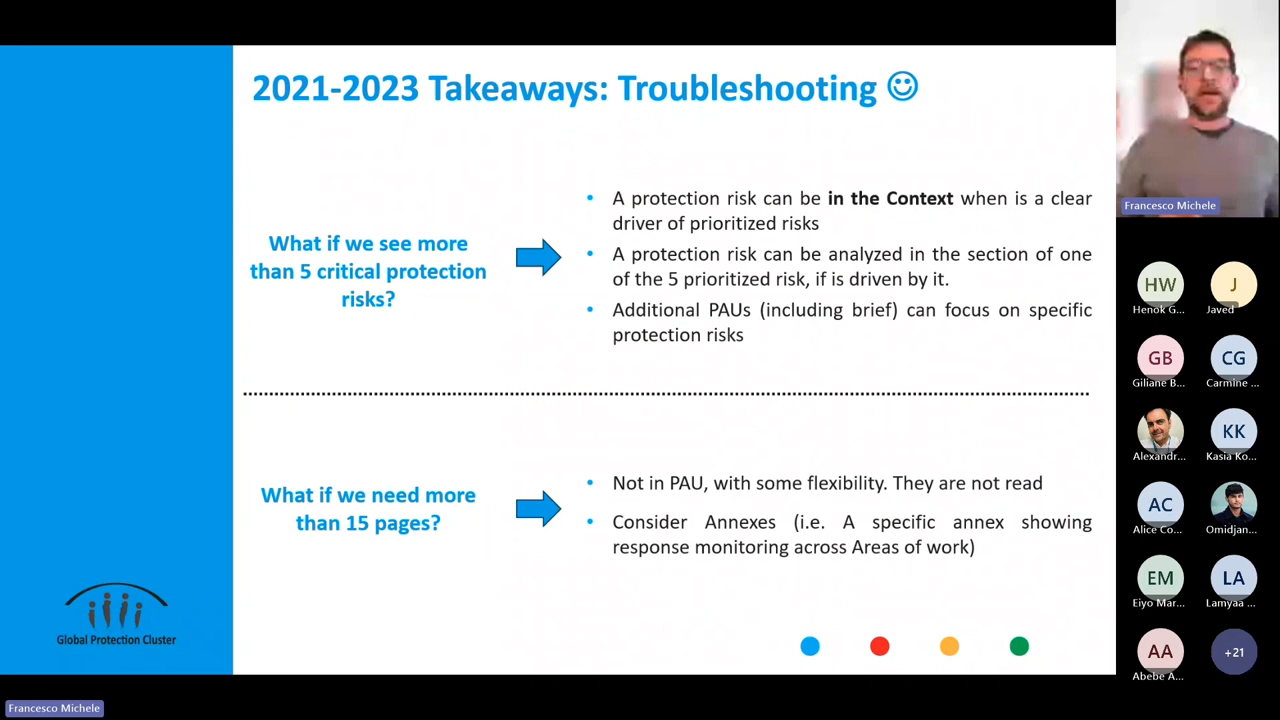 2021-2023 Takeaways: Troubleshooting
What if we see more
than 5 critical protection
risks?
• A protection risk can be in the Context when is a clear
driver of prioritized risks
• A protection risk can be analyzed in the section of one
of the 5 prioritized risk, if is driven by it.
• Additional PAUs (including brief) can focus on specific
protection risks
What if we need more
than 15 pages?
• Not in PAU, with some flexibility. They are not read
• Consider Annexes (i.e. A specific annex showing
response monitoring across Areas of work)
Global Protection Cluster
Francesco Michele
Francesco Michele
HW
J
Henok G...
Javed
GB
CG
Giliane B...
Carmine ...
KK
Alexandr...
Kasia Ko...
AC
Alice Co...
Omidjan...
EM
LA
Eiyo Mar...
Lamyaa ...
AA
+21
Abebe A...